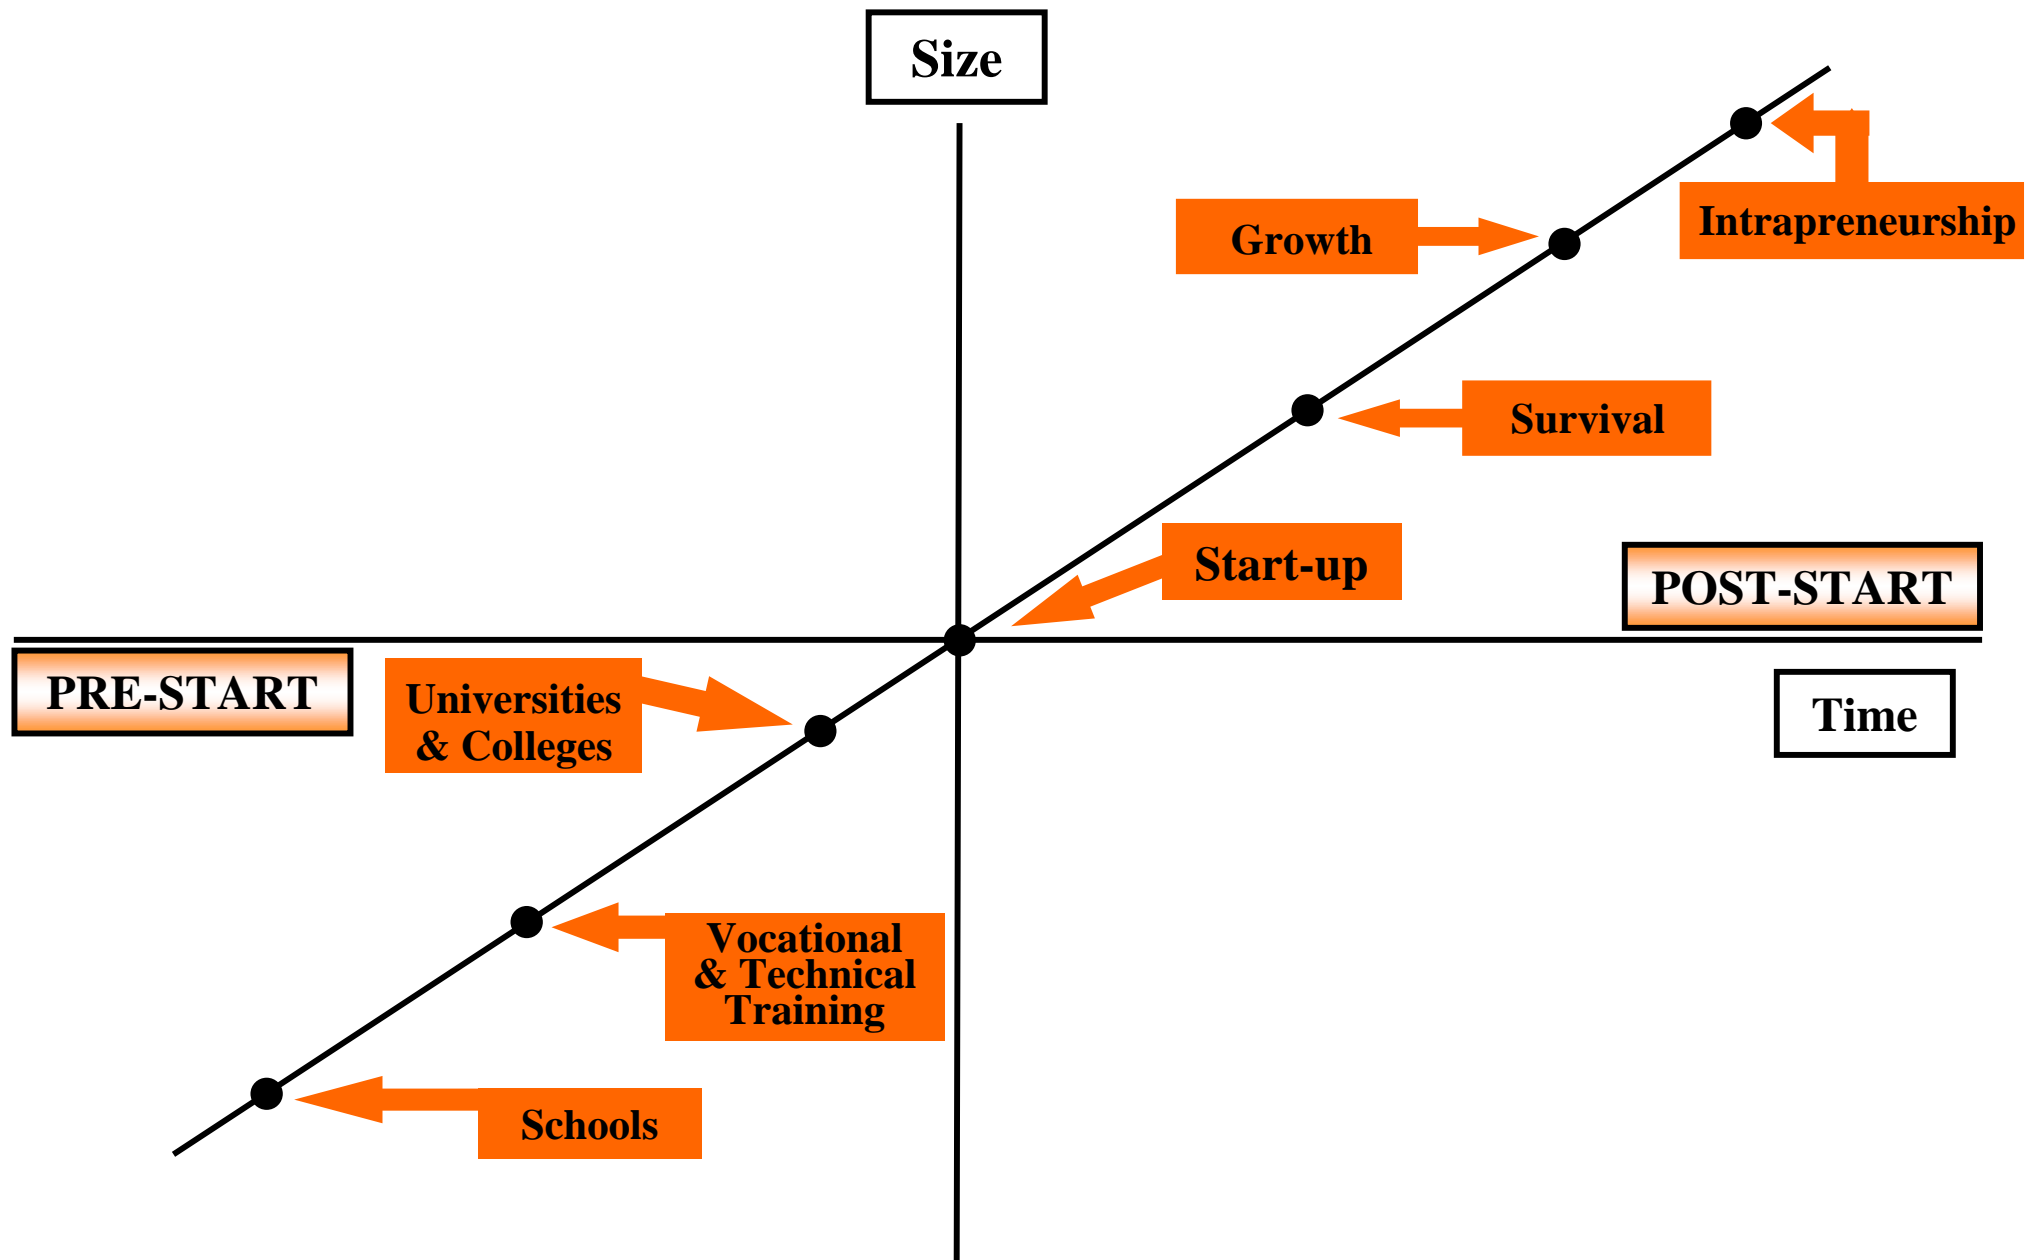 Size
Intrapreneurship
Growth
Survival
Start-up
POST-START
PRE-START
Universities
& Colleges
Time
Vocational
& Technical
Training
Schools